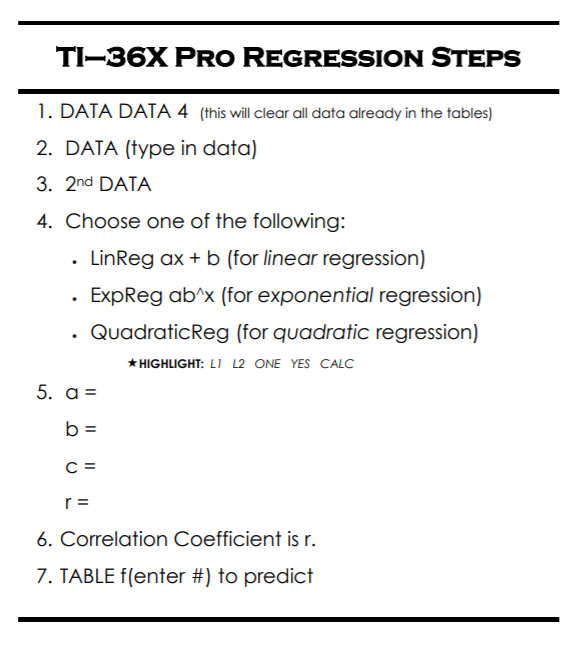 TI–36X PRO REGRESSION STEPS
1. DATA DATA 4 (this will clear all data already in the tables)
2. DATA (type in data)
3. 2nd DATA
4. Choose one of the following:
• LinReg ax + b (for linear regression)
• ExpReg ab^x (for exponential regression)
• QuadraticReg (for quadratic regression)
★HIGHLIGHT: L1 L2 ONE YES CALC
5. a =
b =
c =
r =
6. Correlation Coefficient is r.
7. TABLE f(enter #) to predict